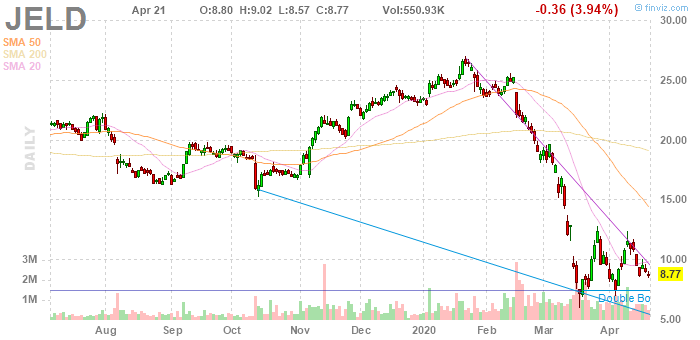 JELD
Apr 21 O:8.80 H:9.02 L:8.57 C:8.77 Vol:550.93K -0.36 (3.94%)
© finviz.com
SMA 50
SMA 200
SMA 20
DAILY
30.00
25.00
20.00
15.00
10.00
8.77
5.00
3M
2M
1M
Double Bo
Aug Sep Oct Nov Dec 2020 Feb Mar Apr